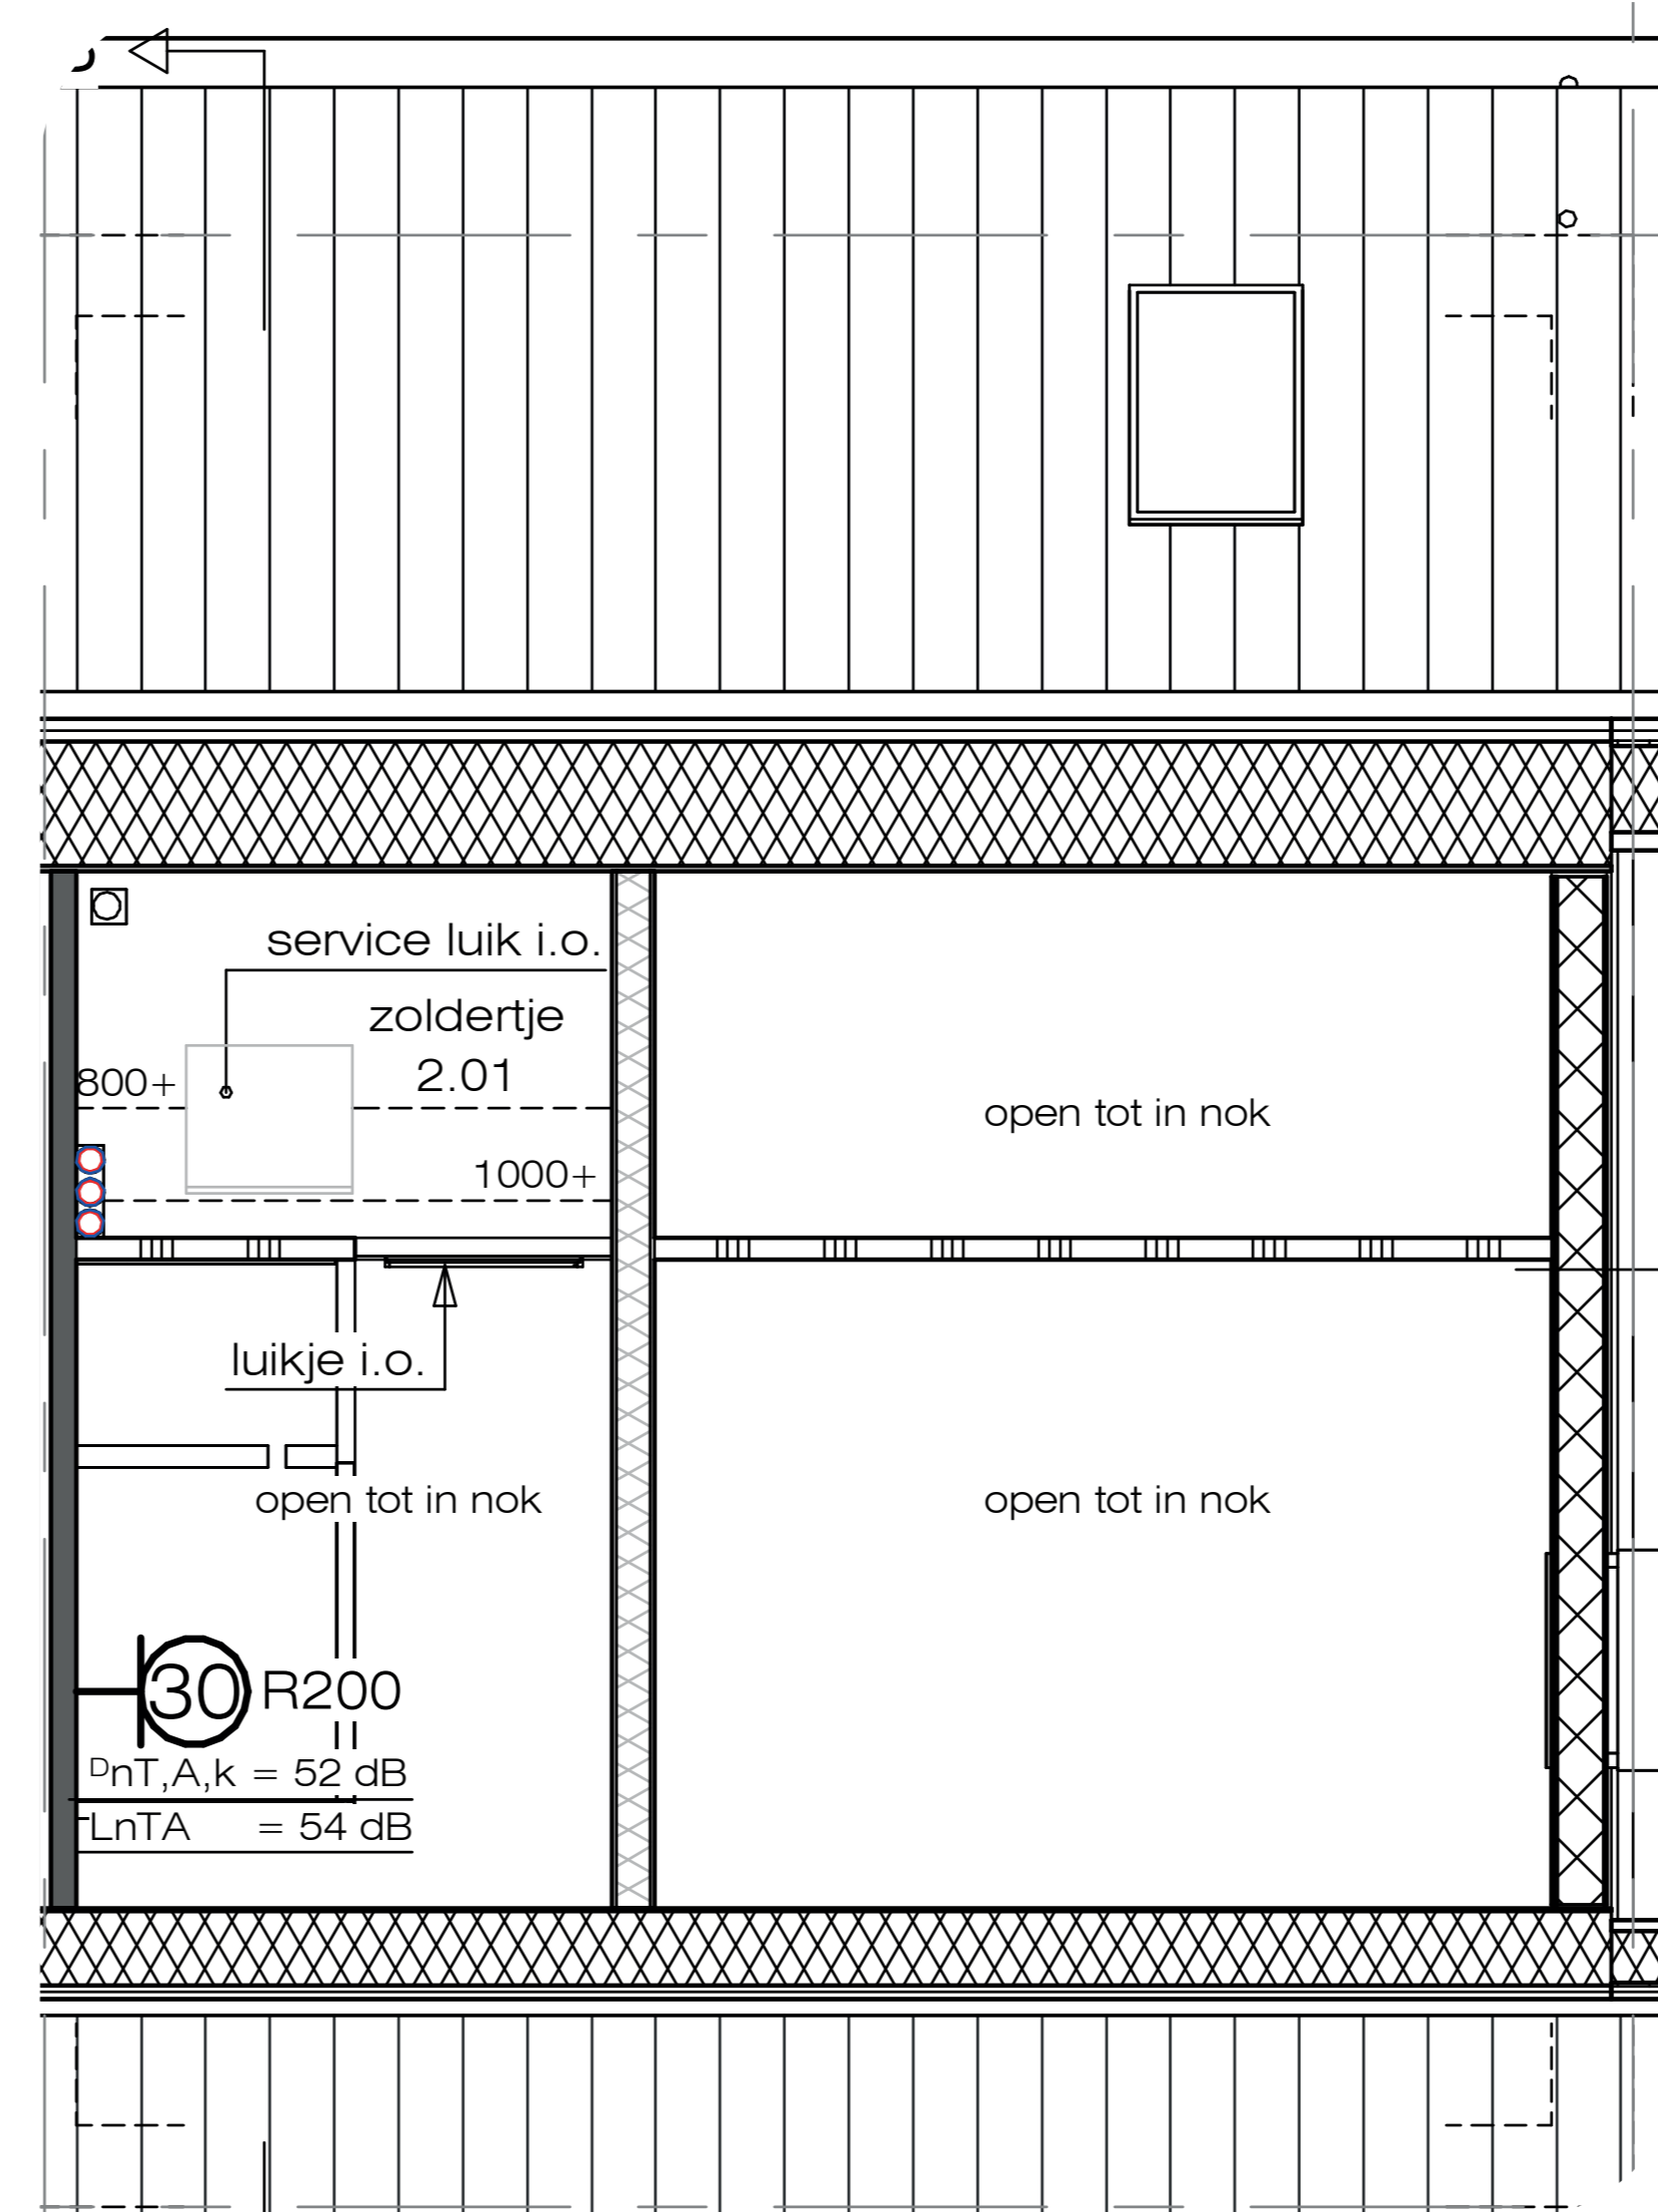 service luik i.o.
zoldertje
2.01
800+
1000+
open tot in nok
luikje i.o.
open tot in nok
open tot in nok
30 R200
DnT,A,k = 52 dB
LnTA = 54 dB